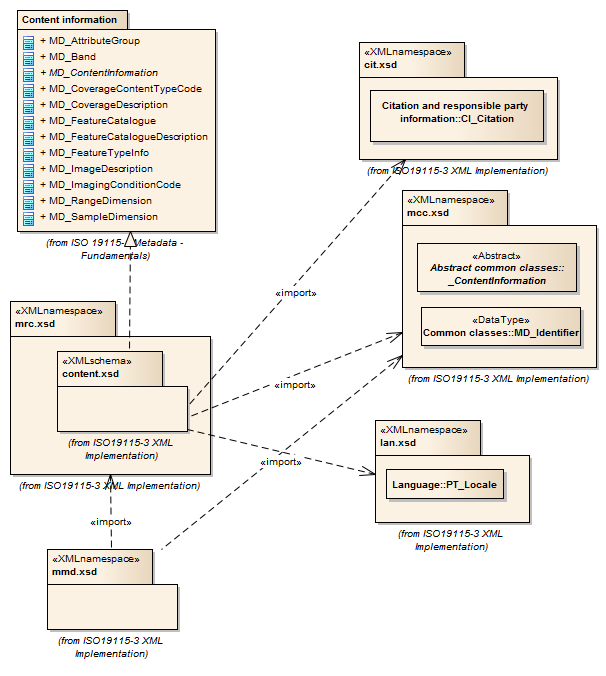 Content information
+ MD_AttributeGroup
+ MD_Band
+ MD_ContentInformation
+ MD_CoverageContentTypeCode
+ MD_CoverageDescription
+ MD_FeatureCatalogue
+ MD_FeatureCatalogueDescription
+ MD_FeatureTypeInfo
+ MD_ImageDescription
+ MD_ImagingConditionCode
+ MD_RangeDimension
+ MD_SampleDimension
(from ISO 19115- Metadata -
Fundamentals)
«XMLnamespace»
cit.xsd
Citation and responsible party
information::CI_Citation
(from ISO19115-3 XML Implementation)
«XMLnamespace»
mcc.xsd
«Abstract»
Abstract common classes::
_ContentInformation
«DataType»
Common classes::MD_Identifier
(from ISO19115-3 XML Implementation)
«import»
«XMLnamespace»
mrc.xsd
«XMLschema»
content.xsd
(from ISO19115-3 XML
Implementation)
(from ISO19115-3 XML Implementation)
«import»
«import»
«XMLnamespace»
lan.xsd
Language::PT_Locale
(from ISO19115-3 XML
Implementation)
«import»
«XMLnamespace»
mmd.xsd
(from ISO19115-3 XML
Implementation)